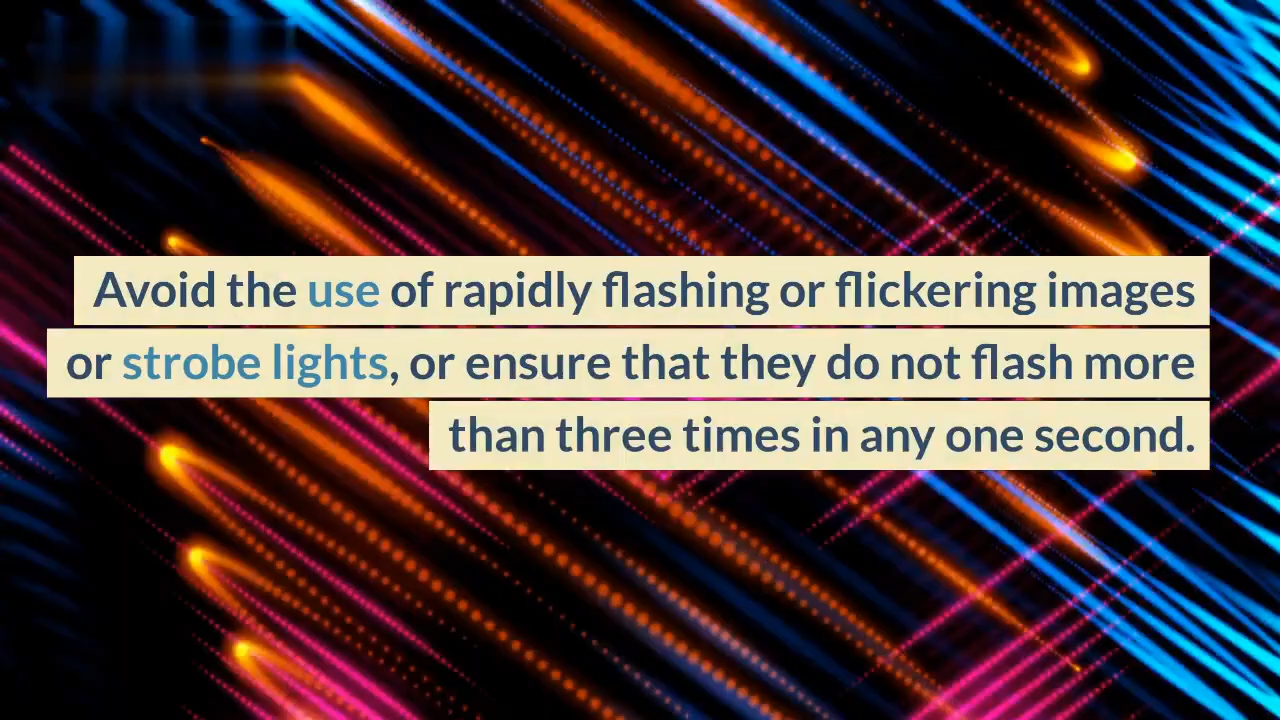 Avoid the use of rapidly flashing or flickering images
or strobe lights, or ensure that they do not flash more
than three times in any one second.